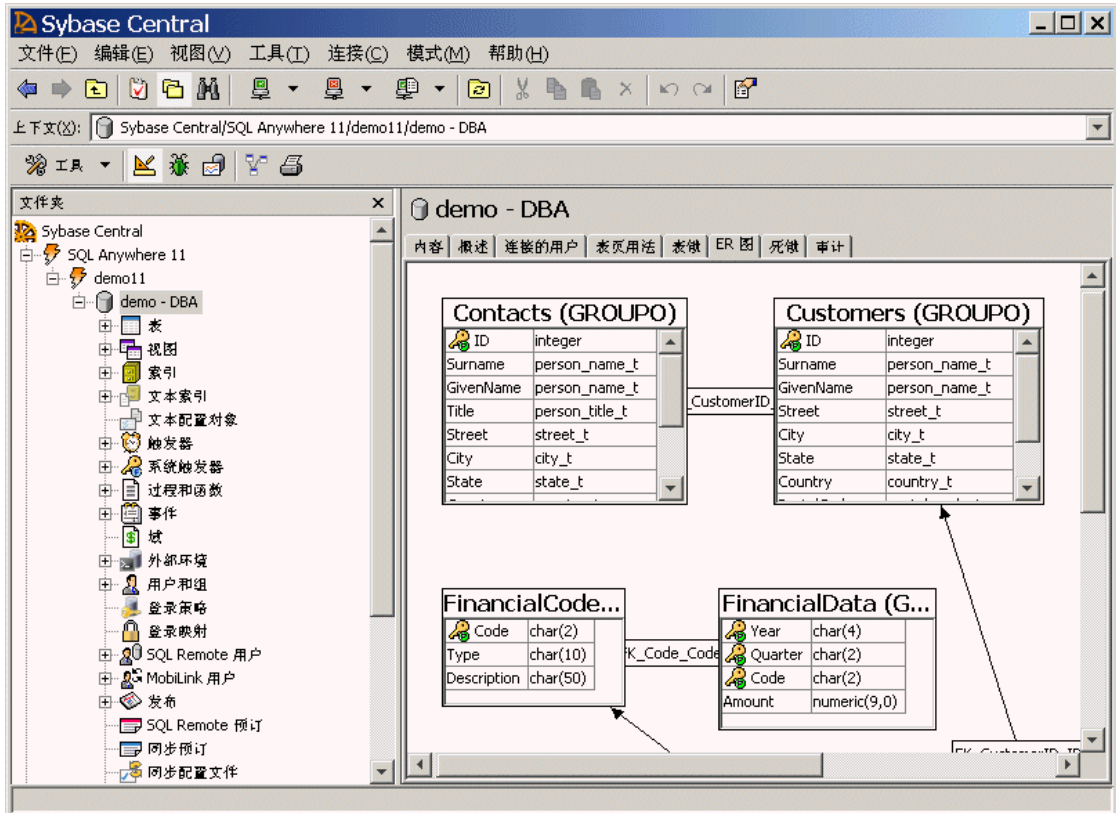 Sybase Central
文件(F) 编辑(E) 视图(V) 工具(T) 连接(C) 模式(M) 帮助(H)
上下文(X): Sybase Central/SQL Anywhere 11/demo11/demo - DBA
工具
文件夹
Sybase Central
SQL Anywhere 11
demo11
demo - DBA
表
视图
索引
文本索引
文本配置对象
触发器
系统触发器
过程和函数
事件
域
外部环境
用户和组
登录策略
登录映射
SQL Remote 用户
MobiLink 用户
发布
SQL Remote 预订
同步预订
同步配置文件
demo - DBA
内容 概述 连接的用户 表页用法 表锁 ER 图 死锁 审计
Contacts (GROUPO)
ID integer
Surname person_name_t
GivenName person_name_t
Title person_title_t
Street street_t
City city_t
State state_t
_CustomerID_
Customers (GROUPO)
ID integer
Surname person_name_t
GivenName person_name_t
Street street_t
City city_t
State state_t
Country country_t
FinancialCode...
Code char(2)
Type char(10)
Description char(50)
FK_Code_Code
FinancialData (G...
Year char(4)
Quarter char(2)
Code char(2)
Amount numeric(9,0)